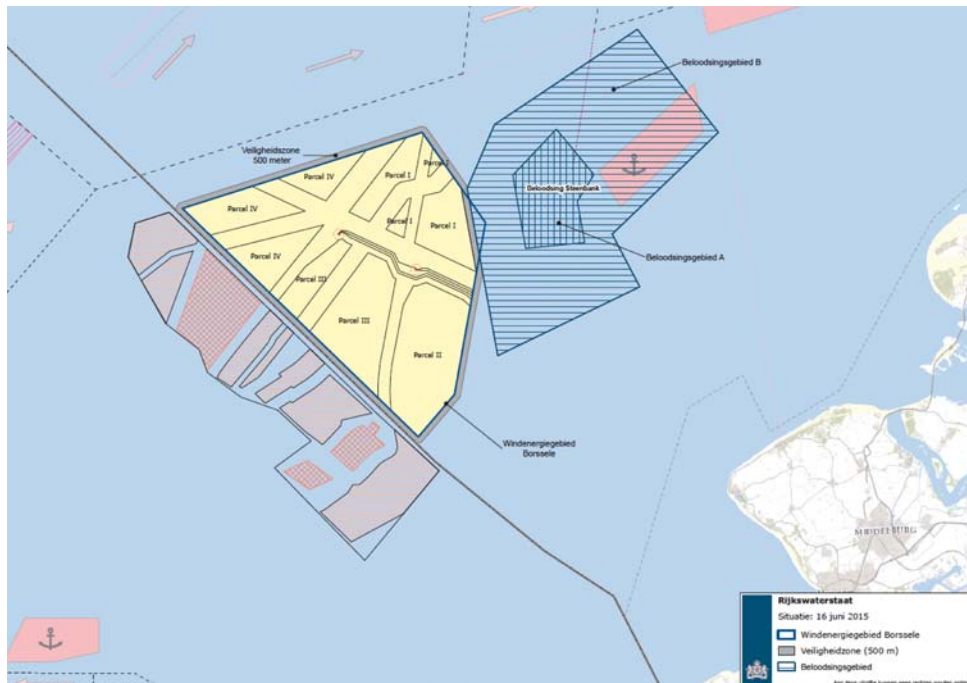 Beloodsingsgebied B
Veiligheidszone
500 meter
Parcel IV
Parcel I
Parcel I
Beloodsing Steenbank
Parcel IV
Parcel I
Parcel I
Beloodsingsgebied A
Parcel IV
Parcel III
Parcel III
Parcel II
Windenergiegebied
Borssele
MIDDELBURG
Rijkswaterstaat
Situatie: 16 juni 2015
Windenergiegebied Borssele
Veiligheidzone (500 m)
Beloodsingsgebied